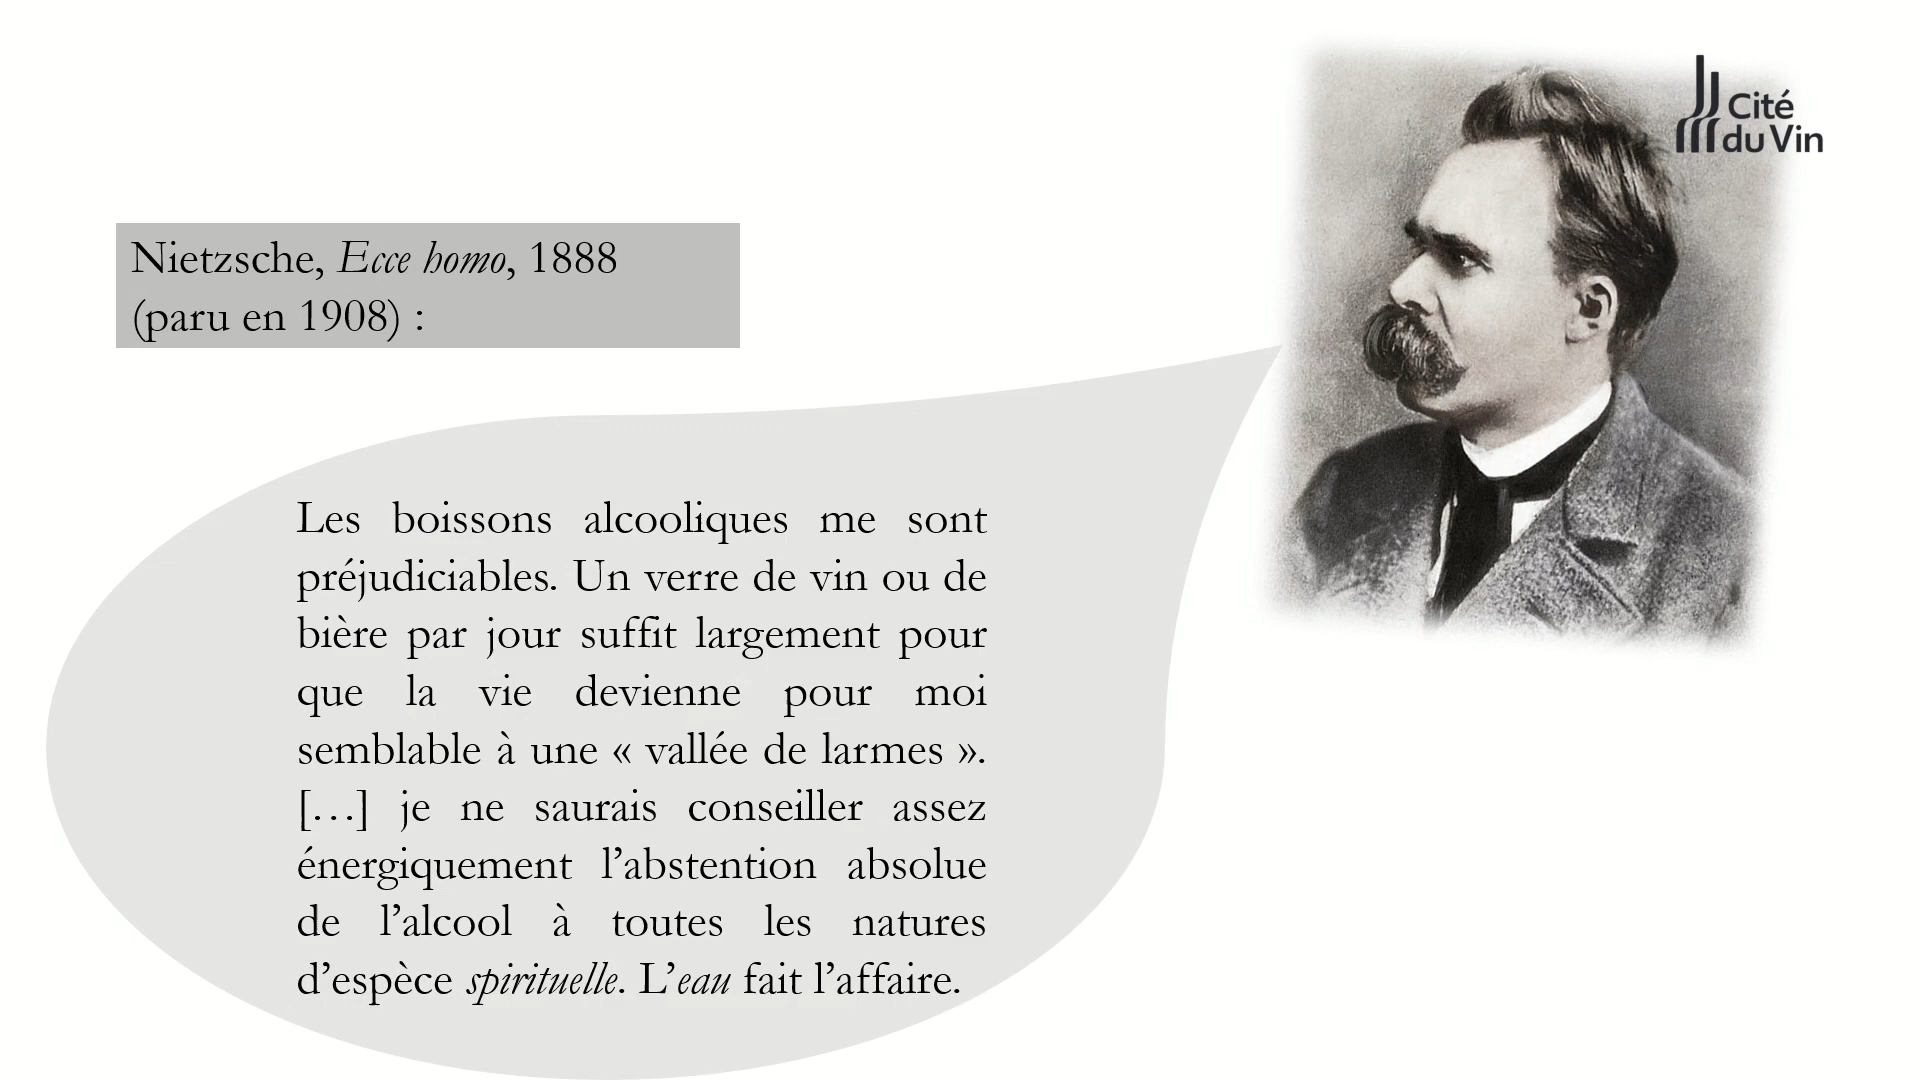 Cité
du Vin
Nietzsche, Ecce homo, 1888
(paru en 1908) :
Les boissons alcooliques me sont
préjudiciables. Un verre de vin ou de
bière par jour suffit largement pour
que la vie devienne pour moi
semblable à une « vallée de larmes ».
[…] je ne saurais conseiller assez
énergiquement l’abstention absolue
de l’alcool à toutes les natures
d’espèce spirituelle. L’eau fait l’affaire.